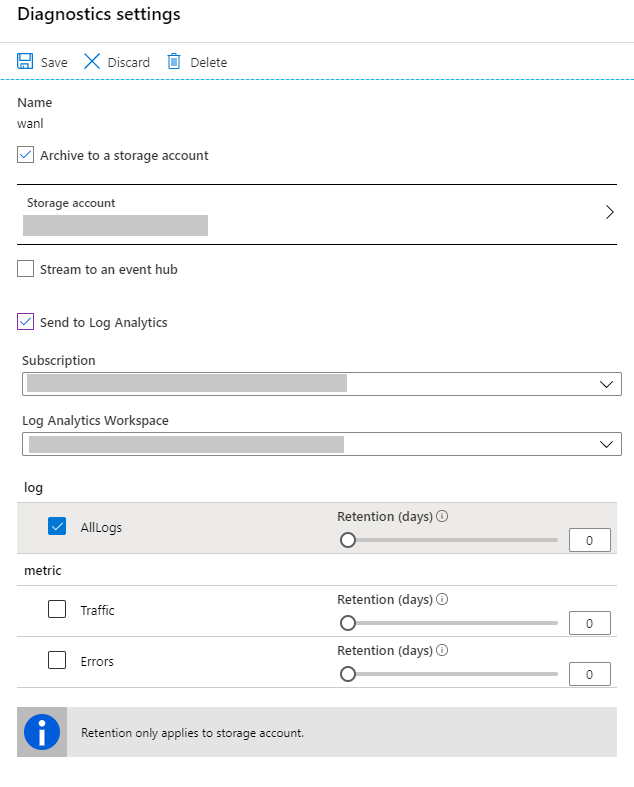 Diagnostics settings
Save Discard Delete
Name
wanl
Archive to a storage account
Storage account
Stream to an event hub
Send to Log Analytics
Subscription
Log Analytics Workspace
log
Retention (days)
AllLogs
0
metric
Retention (days)
Traffic
0
Retention (days)
Errors
0
Retention only applies to storage account.